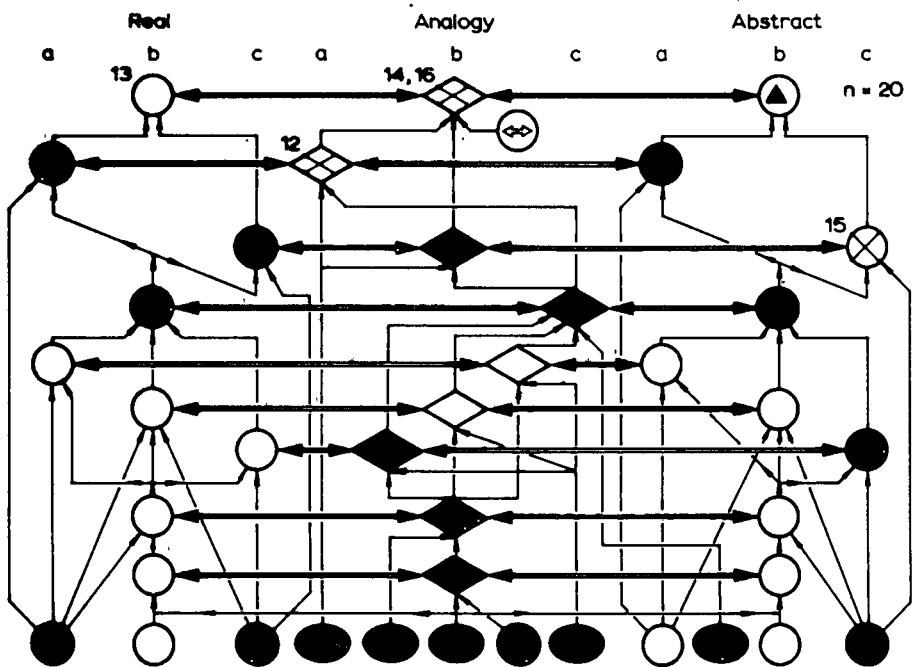 Real Analogy Abstract
a b c a b c a b c
13 14, 16 n = 20
12
15